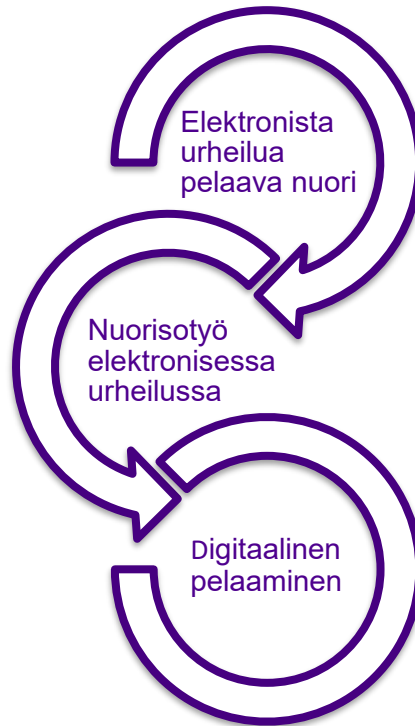 Elektronista
urheilua
pelaava nuori
Nuorisotyö
elektronisessa
urheilussa
Digitaalinen
pelaaminen